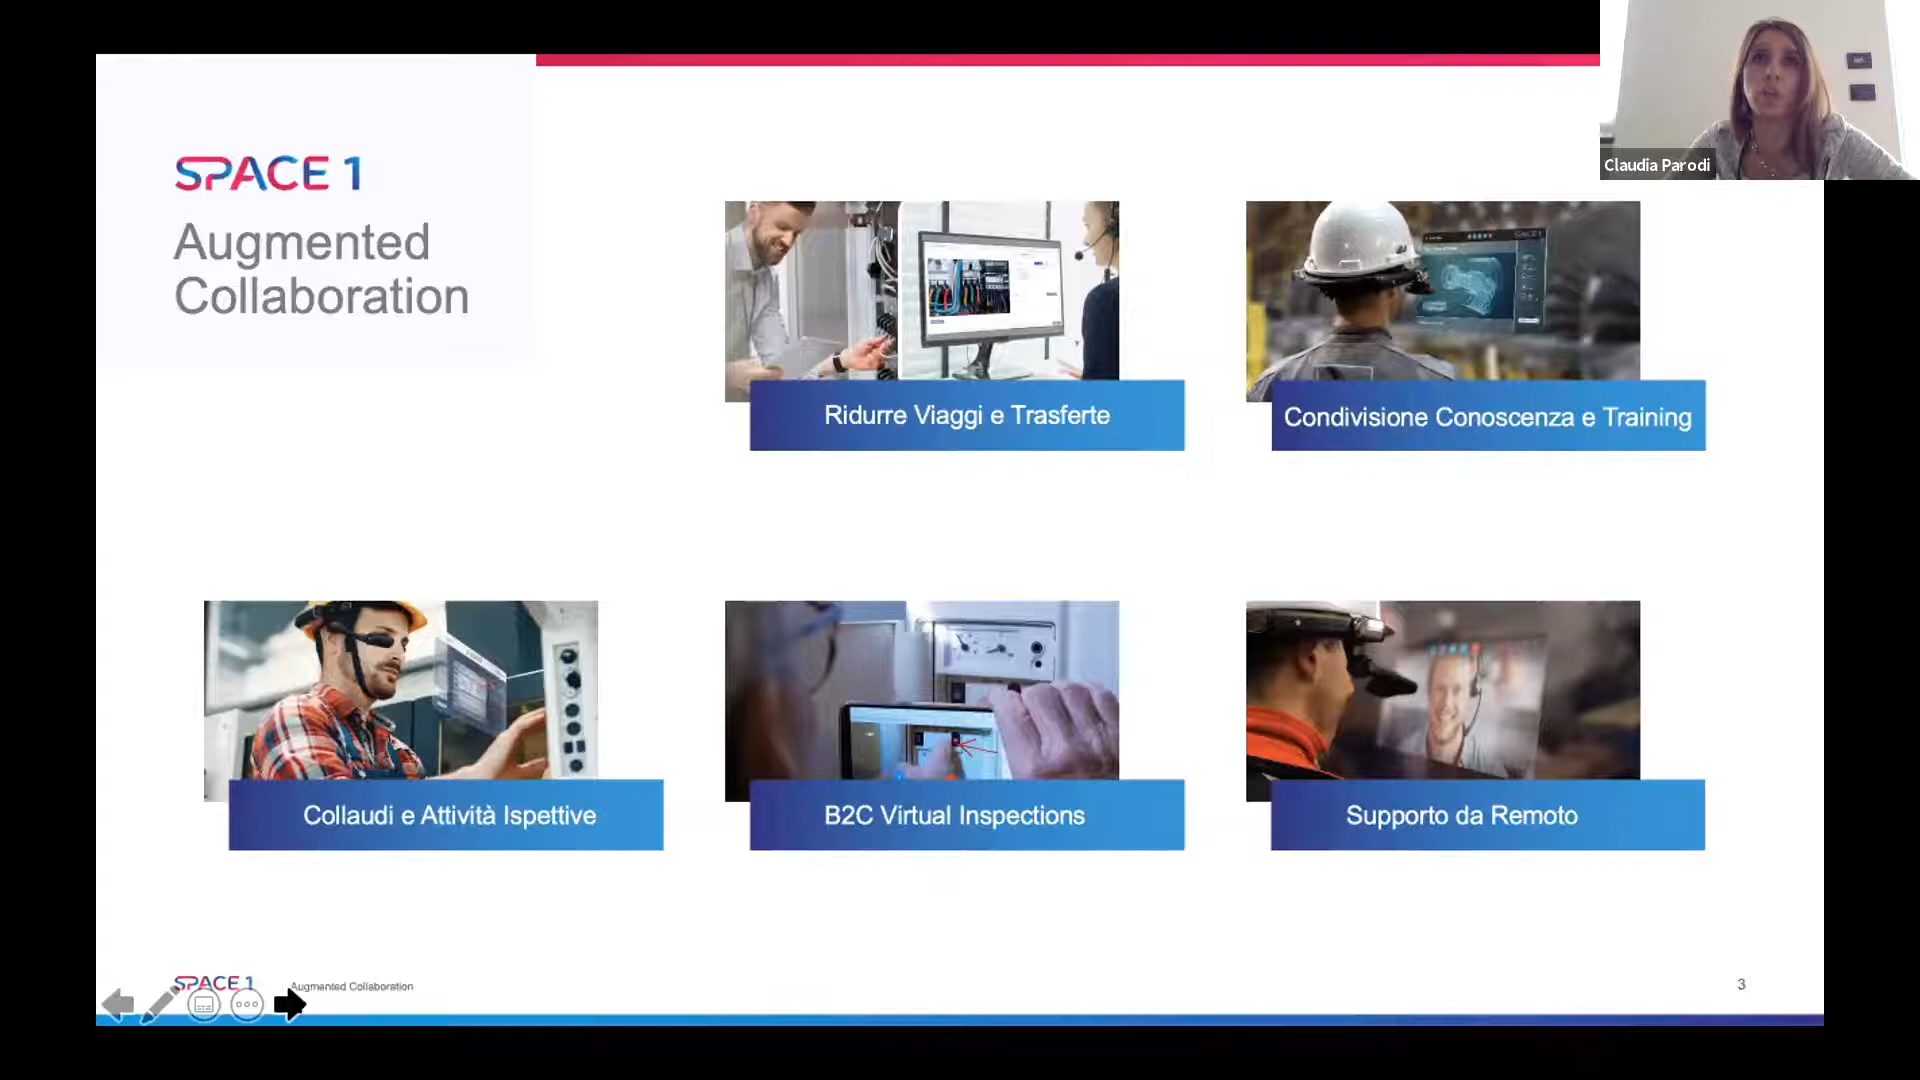 Claudia Parodi
SPACE 1
Augmented
Collaboration
Ridurre Viaggi e Trasferte
Condivisione Conoscenza e Training
Collaudi e Attività Ispettive
B2C Virtual Inspections
Supporto da Remoto
SPACE 1
Augmented Collaboration
3